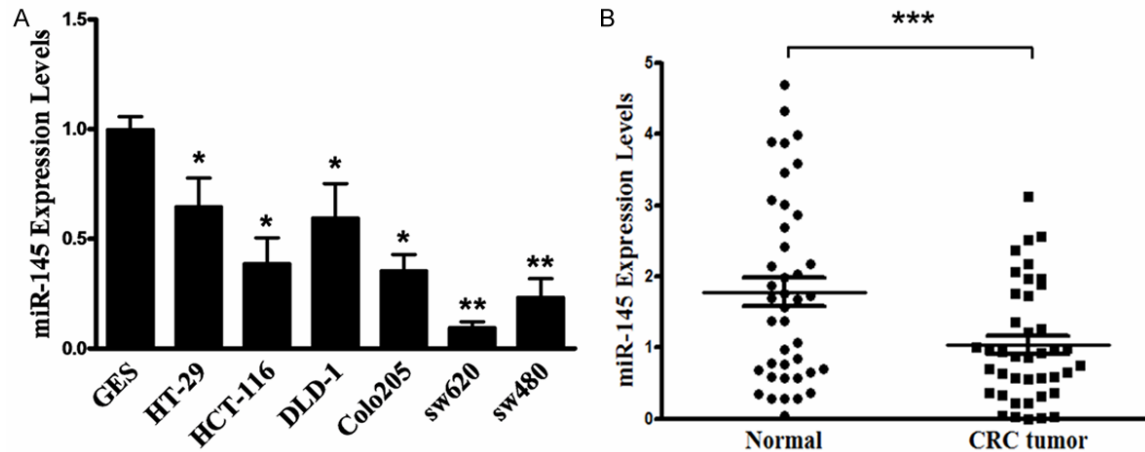 A
miR-145 Expression Levels
1.5
1.0
0.5
0.0
* * * * ** **
GES HT-29 HCT-116 DLD-1 Colo205 sw620 sw480
B
***
miR-145 Expression Levels
5
4
3
2
1
0
Normal CRC tumor